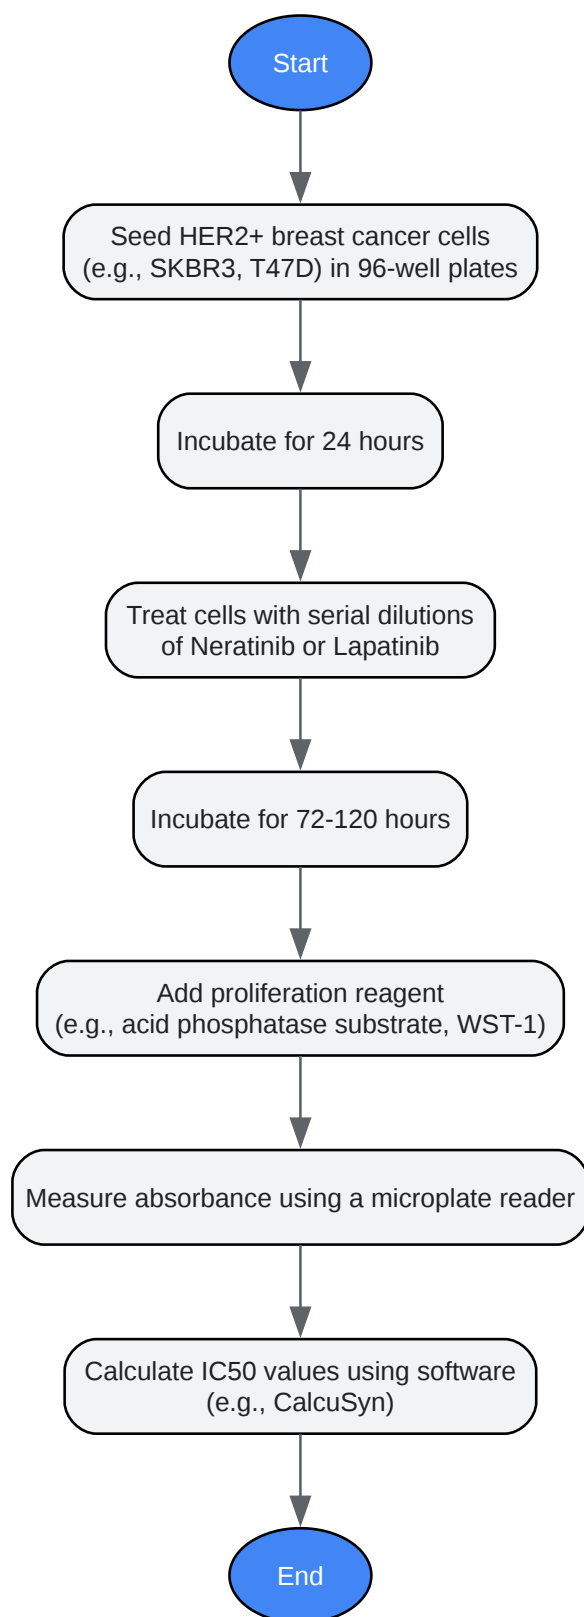 Start
Seed HER2+ breast cancer cells
(e.g., SKBR3, T47D) in 96-well plates
Incubate for 24 hours
Treat cells with serial dilutions
of Neratinib or Lapatinib
Incubate for 72-120 hours
Add proliferation reagent
(e.g., acid phosphatase substrate, WST-1)
Measure absorbance using a microplate reader
Calculate IC50 values using software
(e.g., CalcuSyn)
End